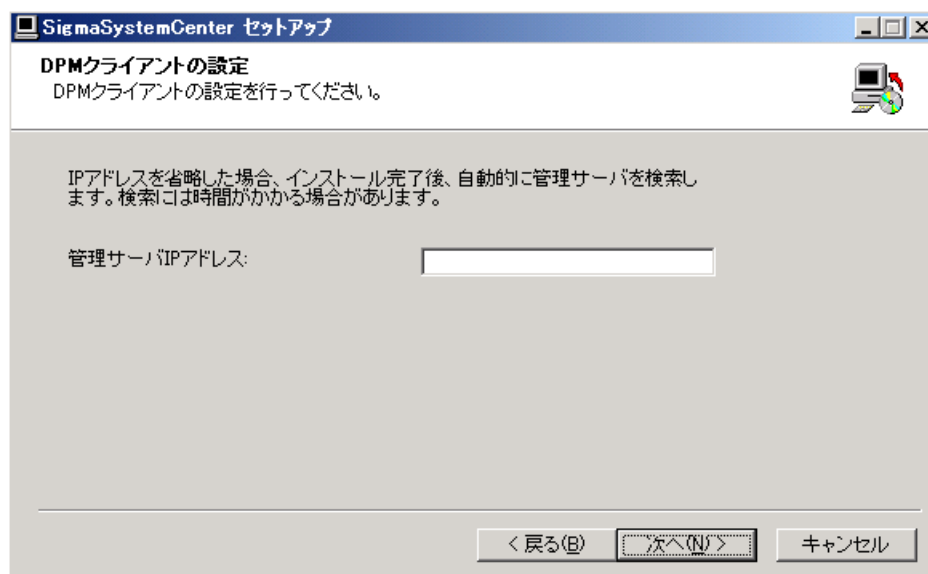 SigmaSystemCenter セットアップ
DPMクライアントの設定
DPMクライアントの設定を行ってください。
IPアドレスを省略した場合、インストール完了後、自動的に管理サーバを検索し
ます。検索には時間がかかる場合があります。
管理サーバIPアドレス:
< 戻る(B)
次へ(N) >
キャンセル